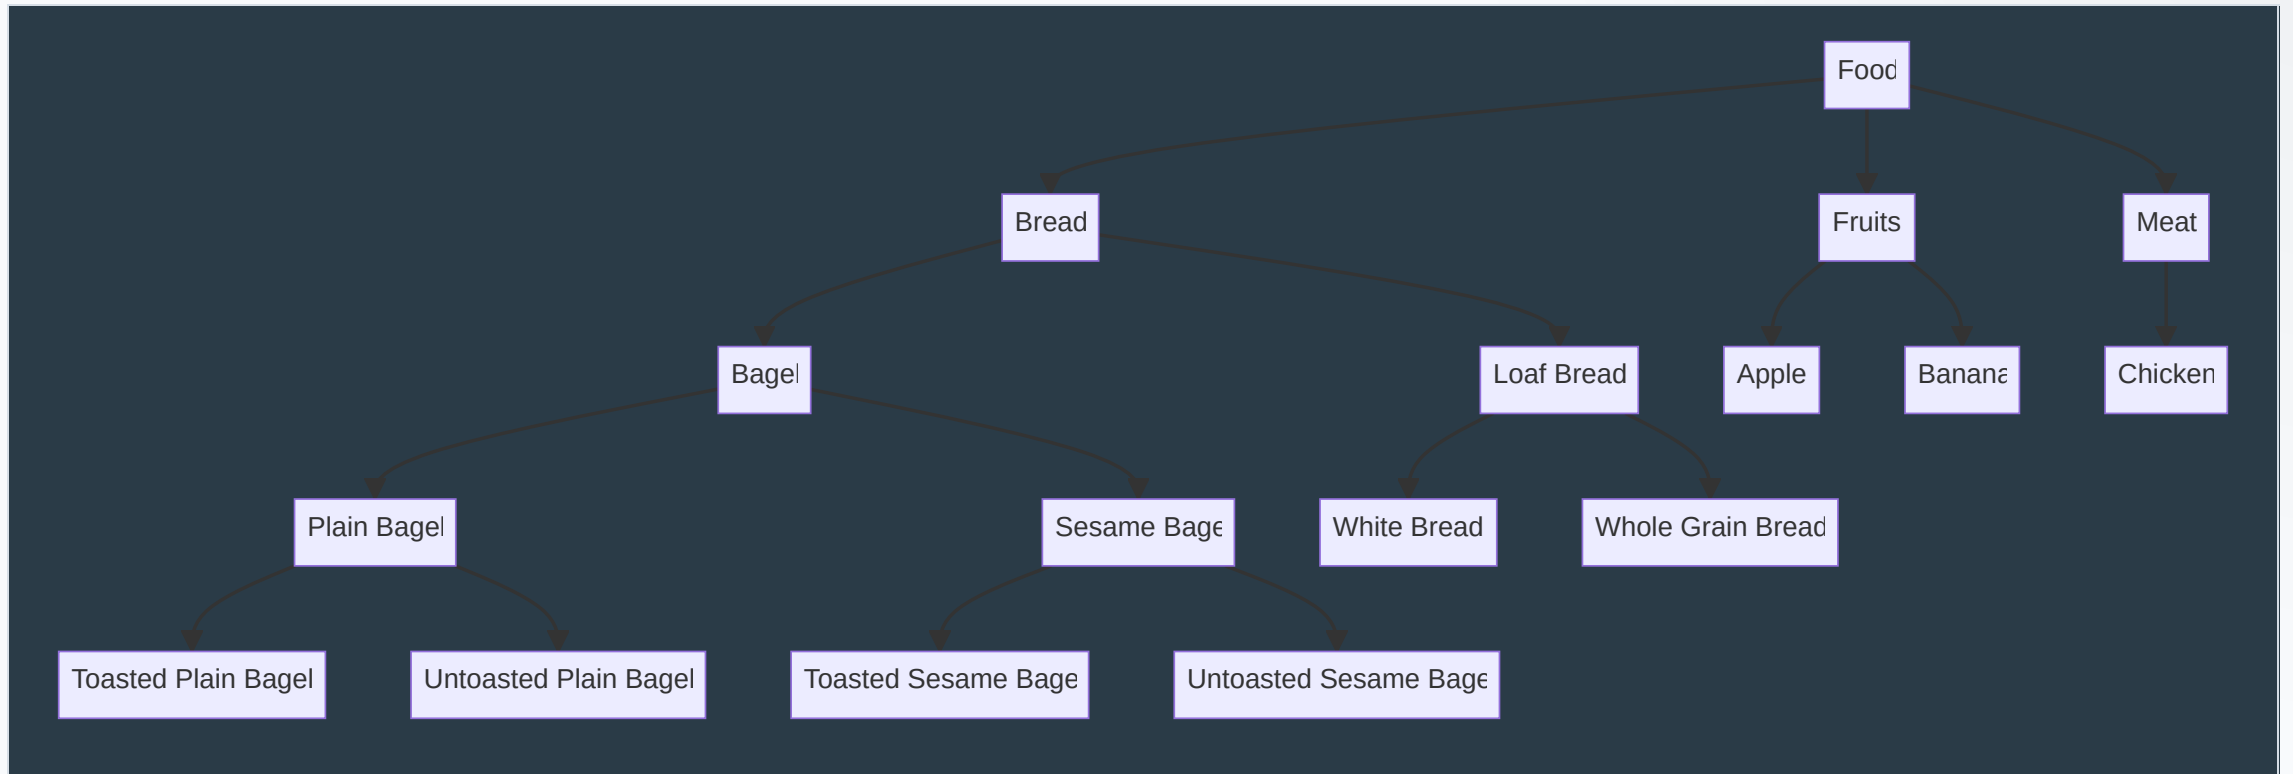 Food
Bread
Fruits
Meat
Bagel
Loaf Bread
Apple
Banana
Chicken
Plain Bagel
Sesame Bage
White Bread
Whole Grain Bread
Toasted Plain Bagel
Untoasted Plain Bagel
Toasted Sesame Bage
Untoasted Sesame Bage